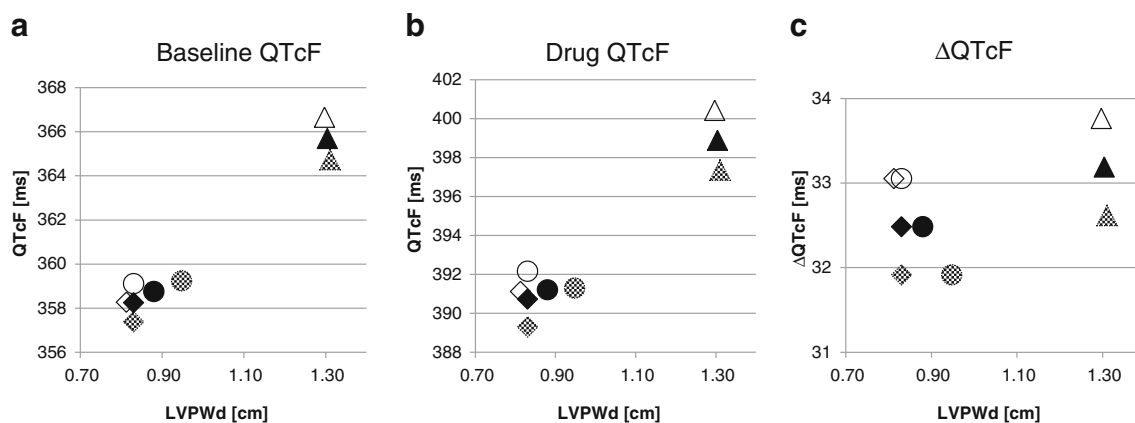 a
Baseline QTcF
QTcF [ms]
368
366
364
362
360
358
356
0.70
0.90
1.10
1.30
LVPWd [cm]
b
Drug QTcF
QTcF [ms]
402
400
398
396
394
392
390
388
0.70
0.90
1.10
1.30
LVPWd [cm]
c
ΔQTcF
ΔQTcF [ms]
34
33
32
31
0.70
0.90
1.10
1.30
LVPWd [cm]